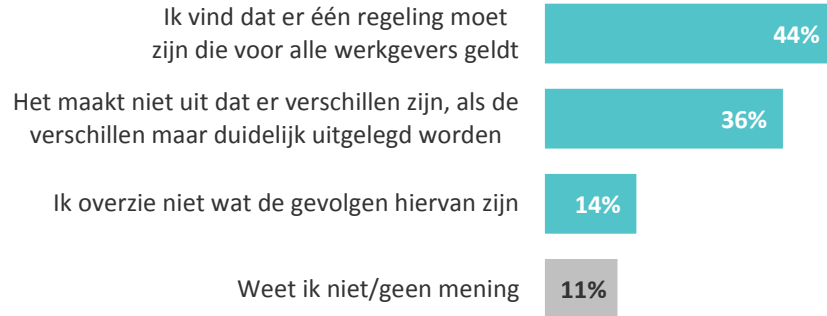 Ik vind dat er één regeling moet
zijn die voor alle werkgevers geldt
44%
Het maakt niet uit dat er verschillen zijn, als de
verschillen maar duidelijk uitgelegd worden
36%
Ik overzie niet wat de gevolgen hiervan zijn
14%
Weet ik niet/geen mening
11%